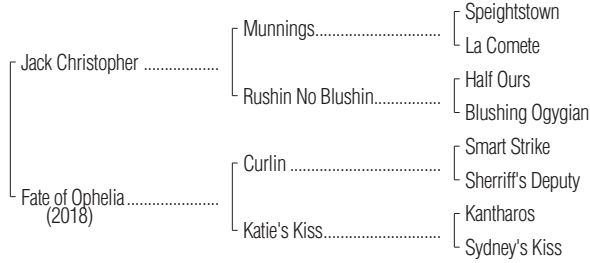 Speightstown
Munnings....................
La Comete
Jack Christopher ..................
Half Ours
Rushin No Blushin................
Blushing Ogygian
Smart Strike
Curlin .........................
Sherriff's Deputy
Fate of Ophelia......................
(2018)
Kantharos
Katie's Kiss........................
Sydney's Kiss